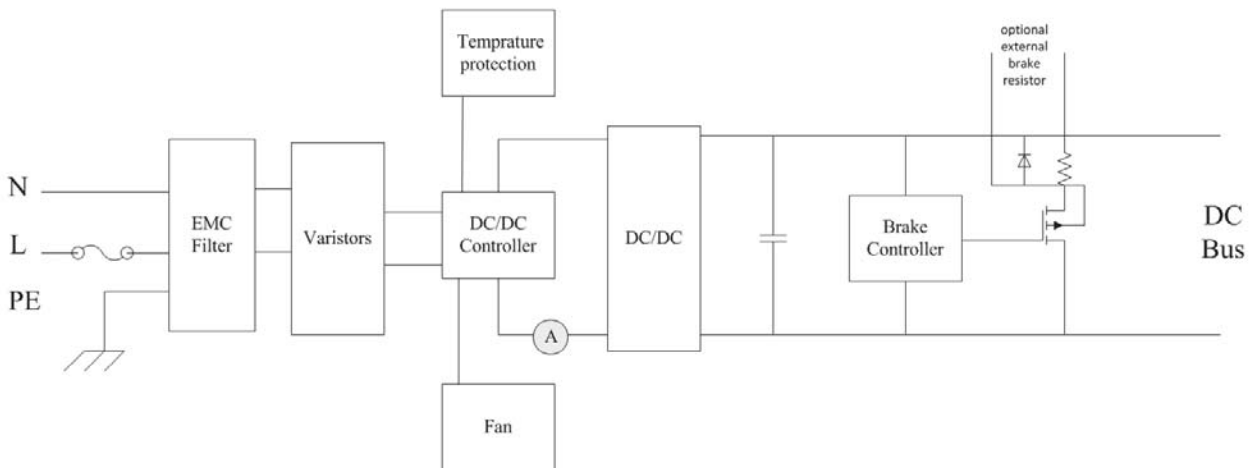 optional
external
brake
resistor
Temprature
protection
N
L
PE
EMC
Filter
Varistors
DC/DC
Controller
DC/DC
Brake
Controller
DC
Bus
A
Fan